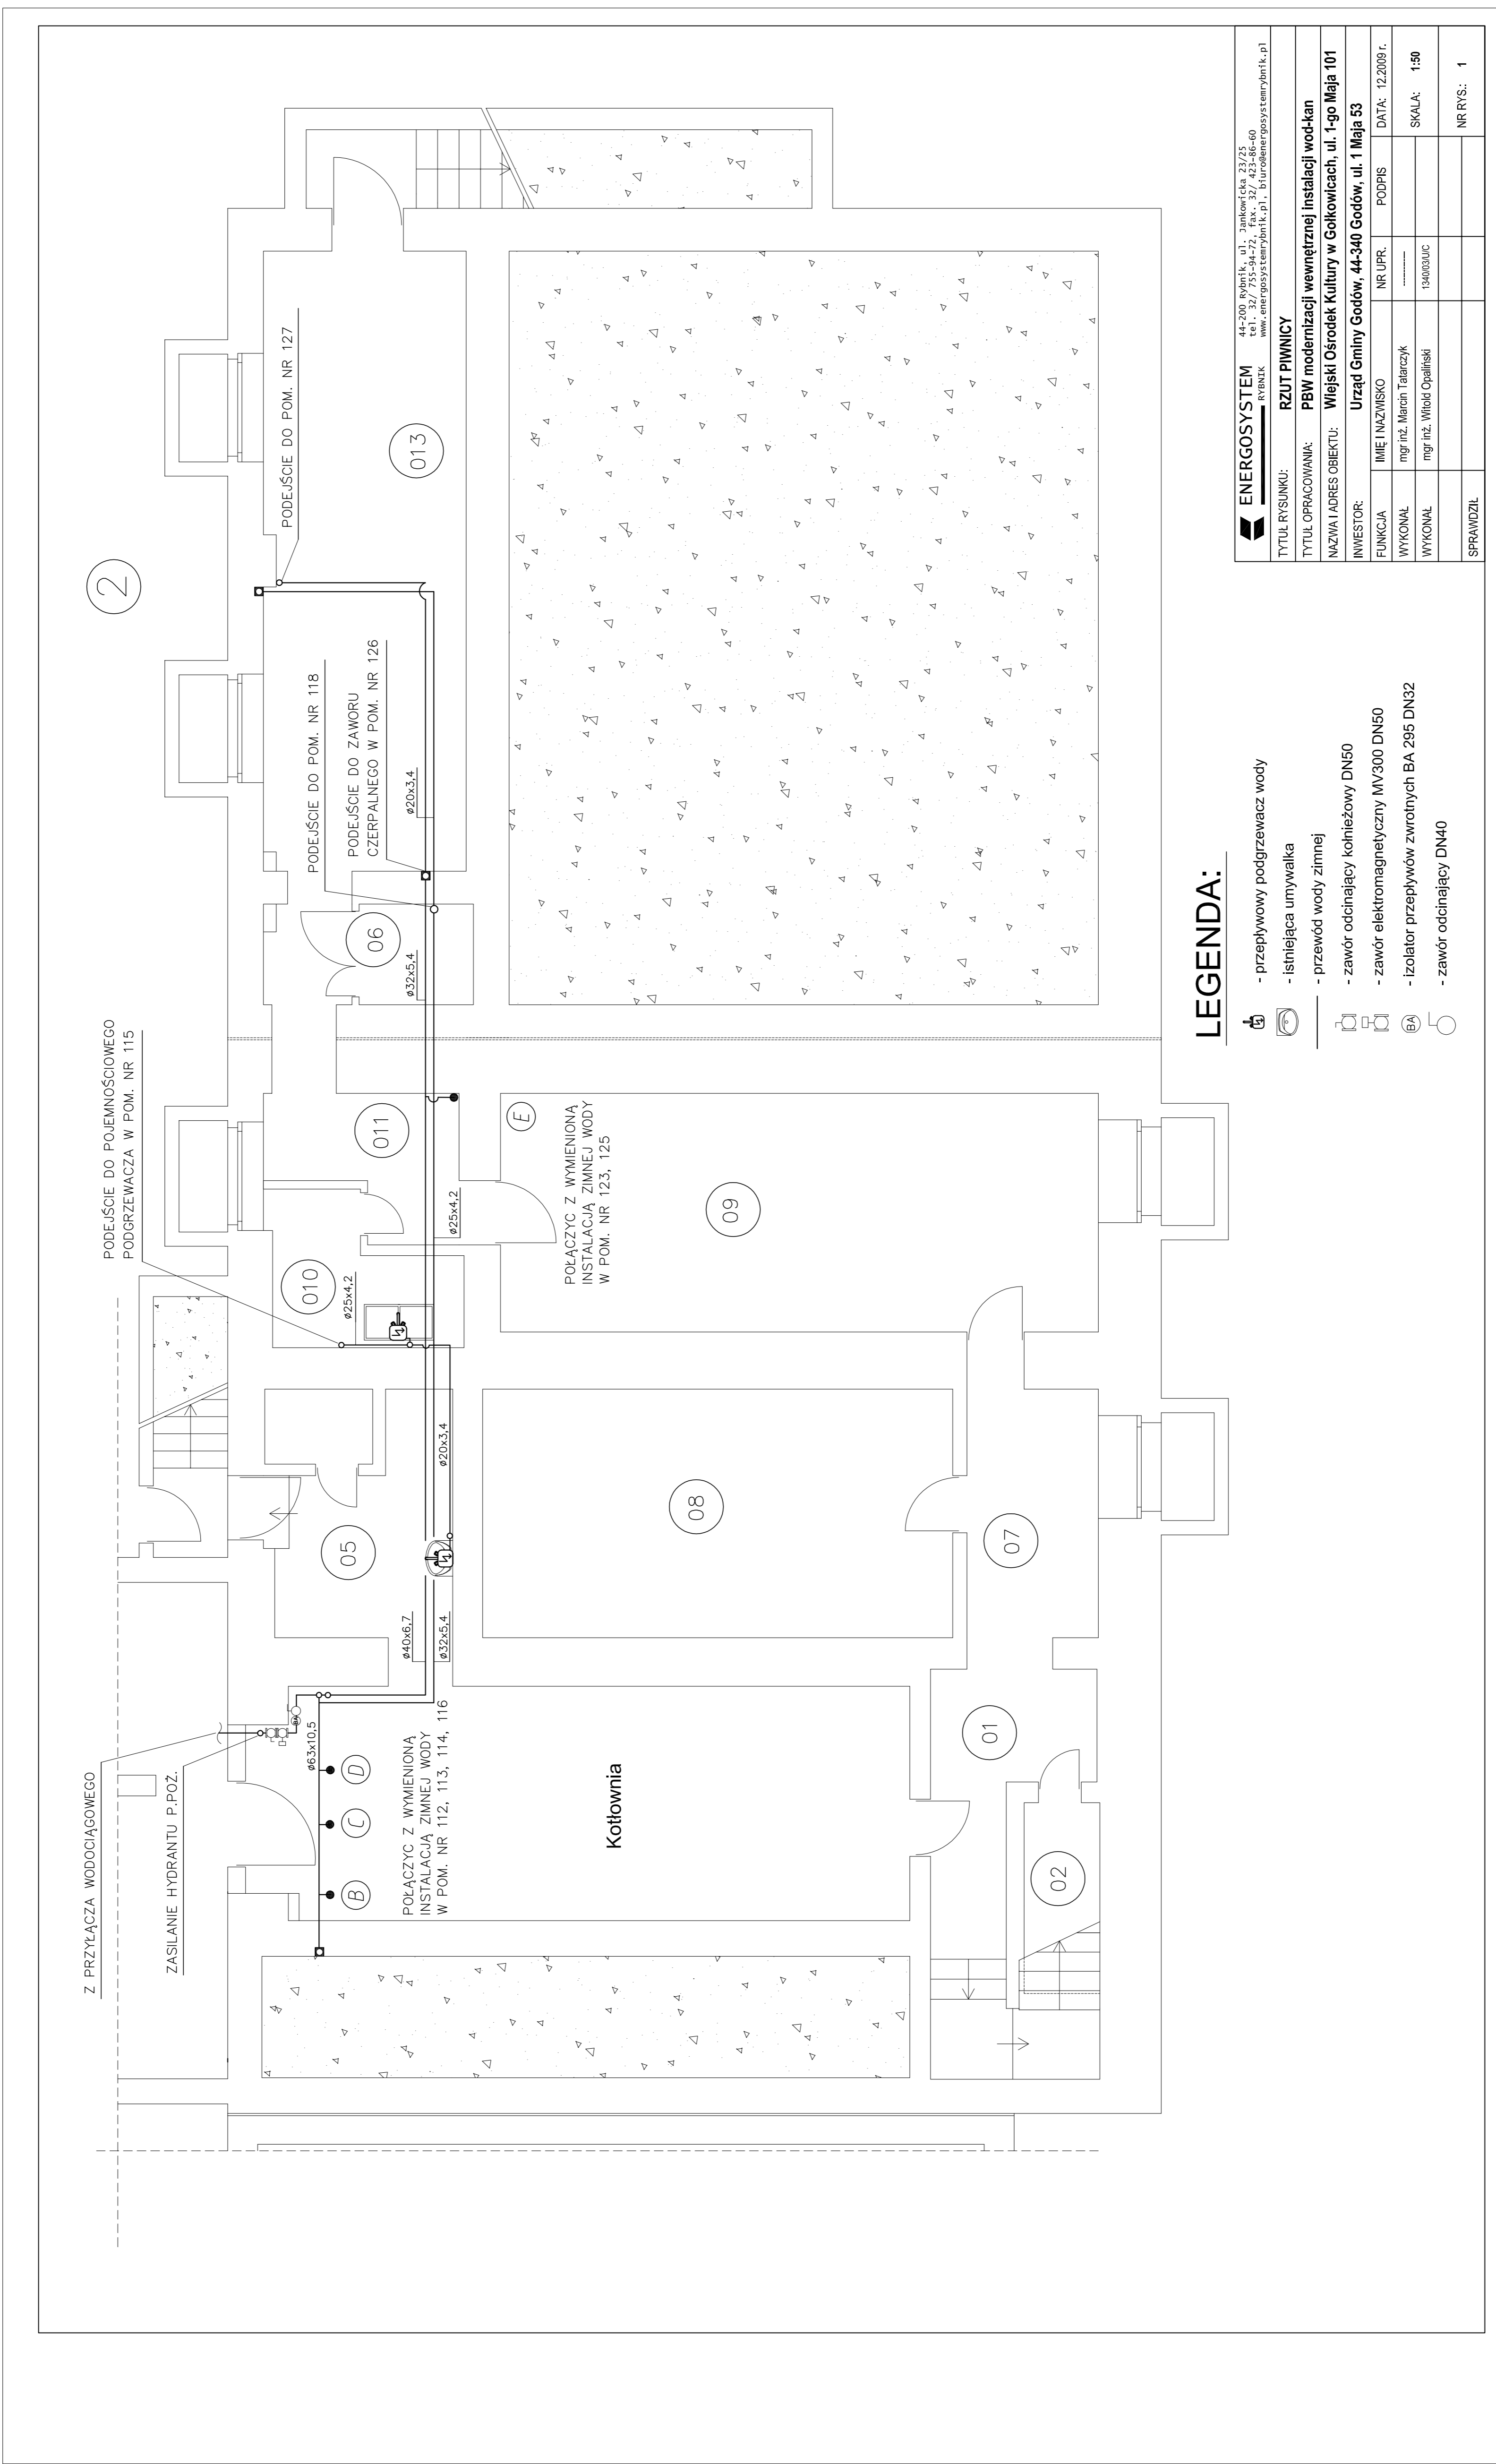 2
Z PRZYŁĄCZA WODOCIĄGOWEGO
ZASILANIE HYDRANTU P.POŻ.
PODEJŚCIE DO POJEMNOŚCIOWEGO
PODGRZEWACZA W POM. NR 115
PODEJŚCIE DO POM. NR 118
PODEJŚCIE DO ZAWORU
CZERPALNEGO W POM. NR 126
PODEJŚCIE DO POM. NR 127
BA
ø63x10,5
B
C
D
POŁĄCZYC Z WYMIENIONĄ
INSTALACJĄ ZIMNEJ WODY
W POM. NR 112, 113, 114, 116
ø40x6,7
ø32x5,4
05
ø20x3,4
010
ø25x4,2
ø25x4,2
011
E
POŁĄCZYC Z WYMIENIONĄ
INSTALACJĄ ZIMNEJ WODY
W POM. NR 123, 125
06
ø32x5,4
ø20x3,4
013
Kotłownia
08
09
01
02
07
LEGENDA:
- przepływowy podgrzewacz wody
- istniejąca umywalka
- przewód wody zimnej
- zawór odcinający kołnieżowy DN50
- zawór elektromagnetyczny MV300 DN50
BA - izolator przepływów zwrotnych BA 295 DN32
- zawór odcinający DN40
ENERGOSYSTEM
RYBNIK
44-200 Rybnik, ul. Jankowicka 23/25
tel. 32/ 755-94-72, fax. 32/ 423-86-60
www.energosystemrybnik.pl, biuro@energosystemrybnik.pl
TYTUŁ RYSUNKU: RZUT PIWNICY
TYTUŁ OPRACOWANIA: PBW modernizacji wewnętrznej instalacji wod-kan
NAZWA I ADRES OBIEKTU: Wiejski Ośrodek Kultury w Gołkowicach, ul. 1-go Maja 101
INWESTOR: Urząd Gminy Godów, 44-340 Godów, ul. 1 Maja 53
FUNKCJA IMIĘ I NAZWISKO NR UPR. PODPIS DATA: 12.2009 r.
WYKONAŁ mgr inż. Marcin Tatarczyk ----------- SKALA: 1:50
WYKONAŁ mgr inż. Witold Opaliński 1340/03/U/C
NR RYS.: 1
SPRAWDZIŁ